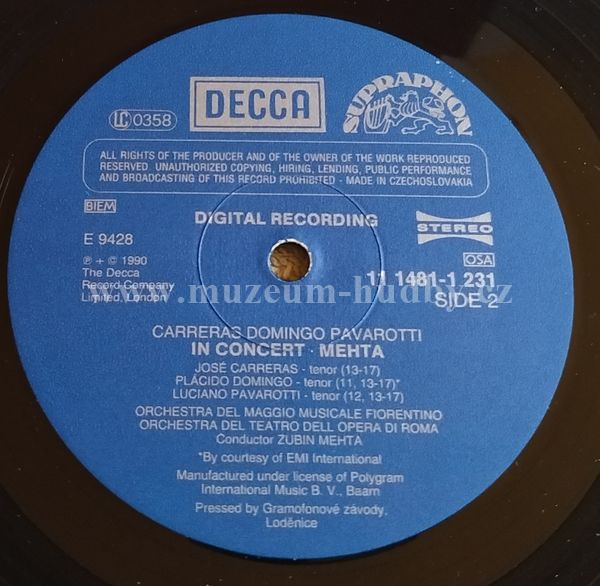 DECCA
SUPRAPHON
LC 0358
ALL RIGHTS OF THE PRODUCER AND OF THE OWNER OF THE WORK REPRODUCED
RESERVED. UNAUTHORIZED COPYING, HIRING, LENDING, PUBLIC PERFORMANCE
AND BROADCASTING OF THIS RECORD PROHIBITED - MADE IN CZECHOSLOVAKIA
BIEM
DIGITAL RECORDING
STEREO
E 9428
OSA
℗ + © 1990
The Decca
Record Company
Limited, London
11 1481-1 231
SIDE 2
www.muzeum-hudby.cz
CARRERAS DOMINGO PAVAROTTI
IN CONCERT · MEHTA
JOSÉ CARRERAS - tenor (13-17)
PLÁCIDO DOMINGO - tenor (11, 13-17)*
LUCIANO PAVAROTTI - tenor (12, 13-17)
ORCHESTRA DEL MAGGIO MUSICALE FIORENTINO
ORCHESTRA DEL TEATRO DELL OPERA DI ROMA
Conductor ZUBIN MEHTA
*By courtesy of EMI International
Manufactured under license of Polygram
International Music B. V., Baarn
Pressed by Gramofonové závody,
Loděnice